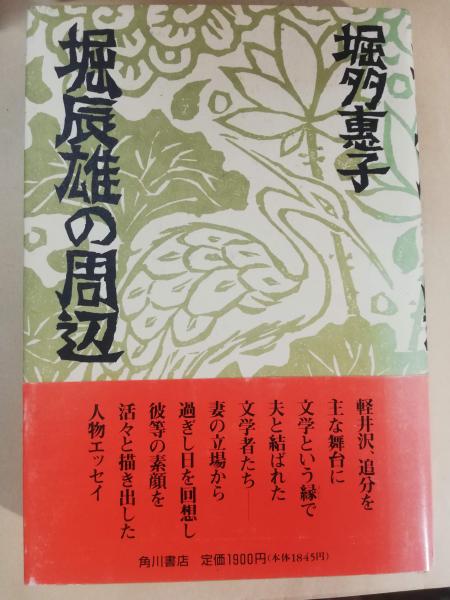 堀多惠子
堀辰雄の周辺
軽井沢、追分を
主な舞台に
文学という縁で
夫と結ばれた
文学者たち――
妻の立場から
過ぎし日を回想し
彼等の素顔を
活々と描き出した
人物エッセイ
角川書店 定価1900円(本体1845円)